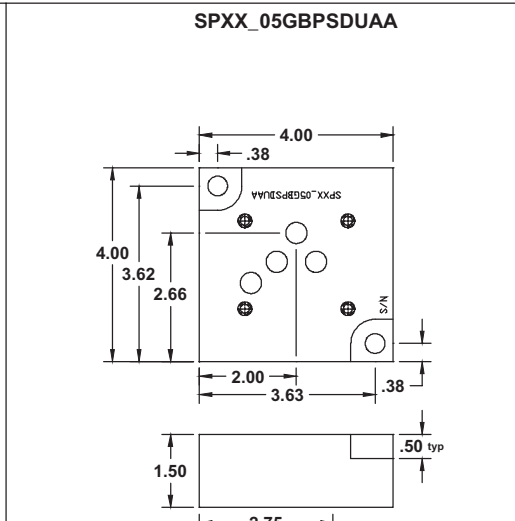 SPXX_05GBPSDUAA
4.00
.38
SPXX_05GBPSDUAA
4.00
3.62
2.66
S/N
2.00
3.63
.38
.50 typ
1.50